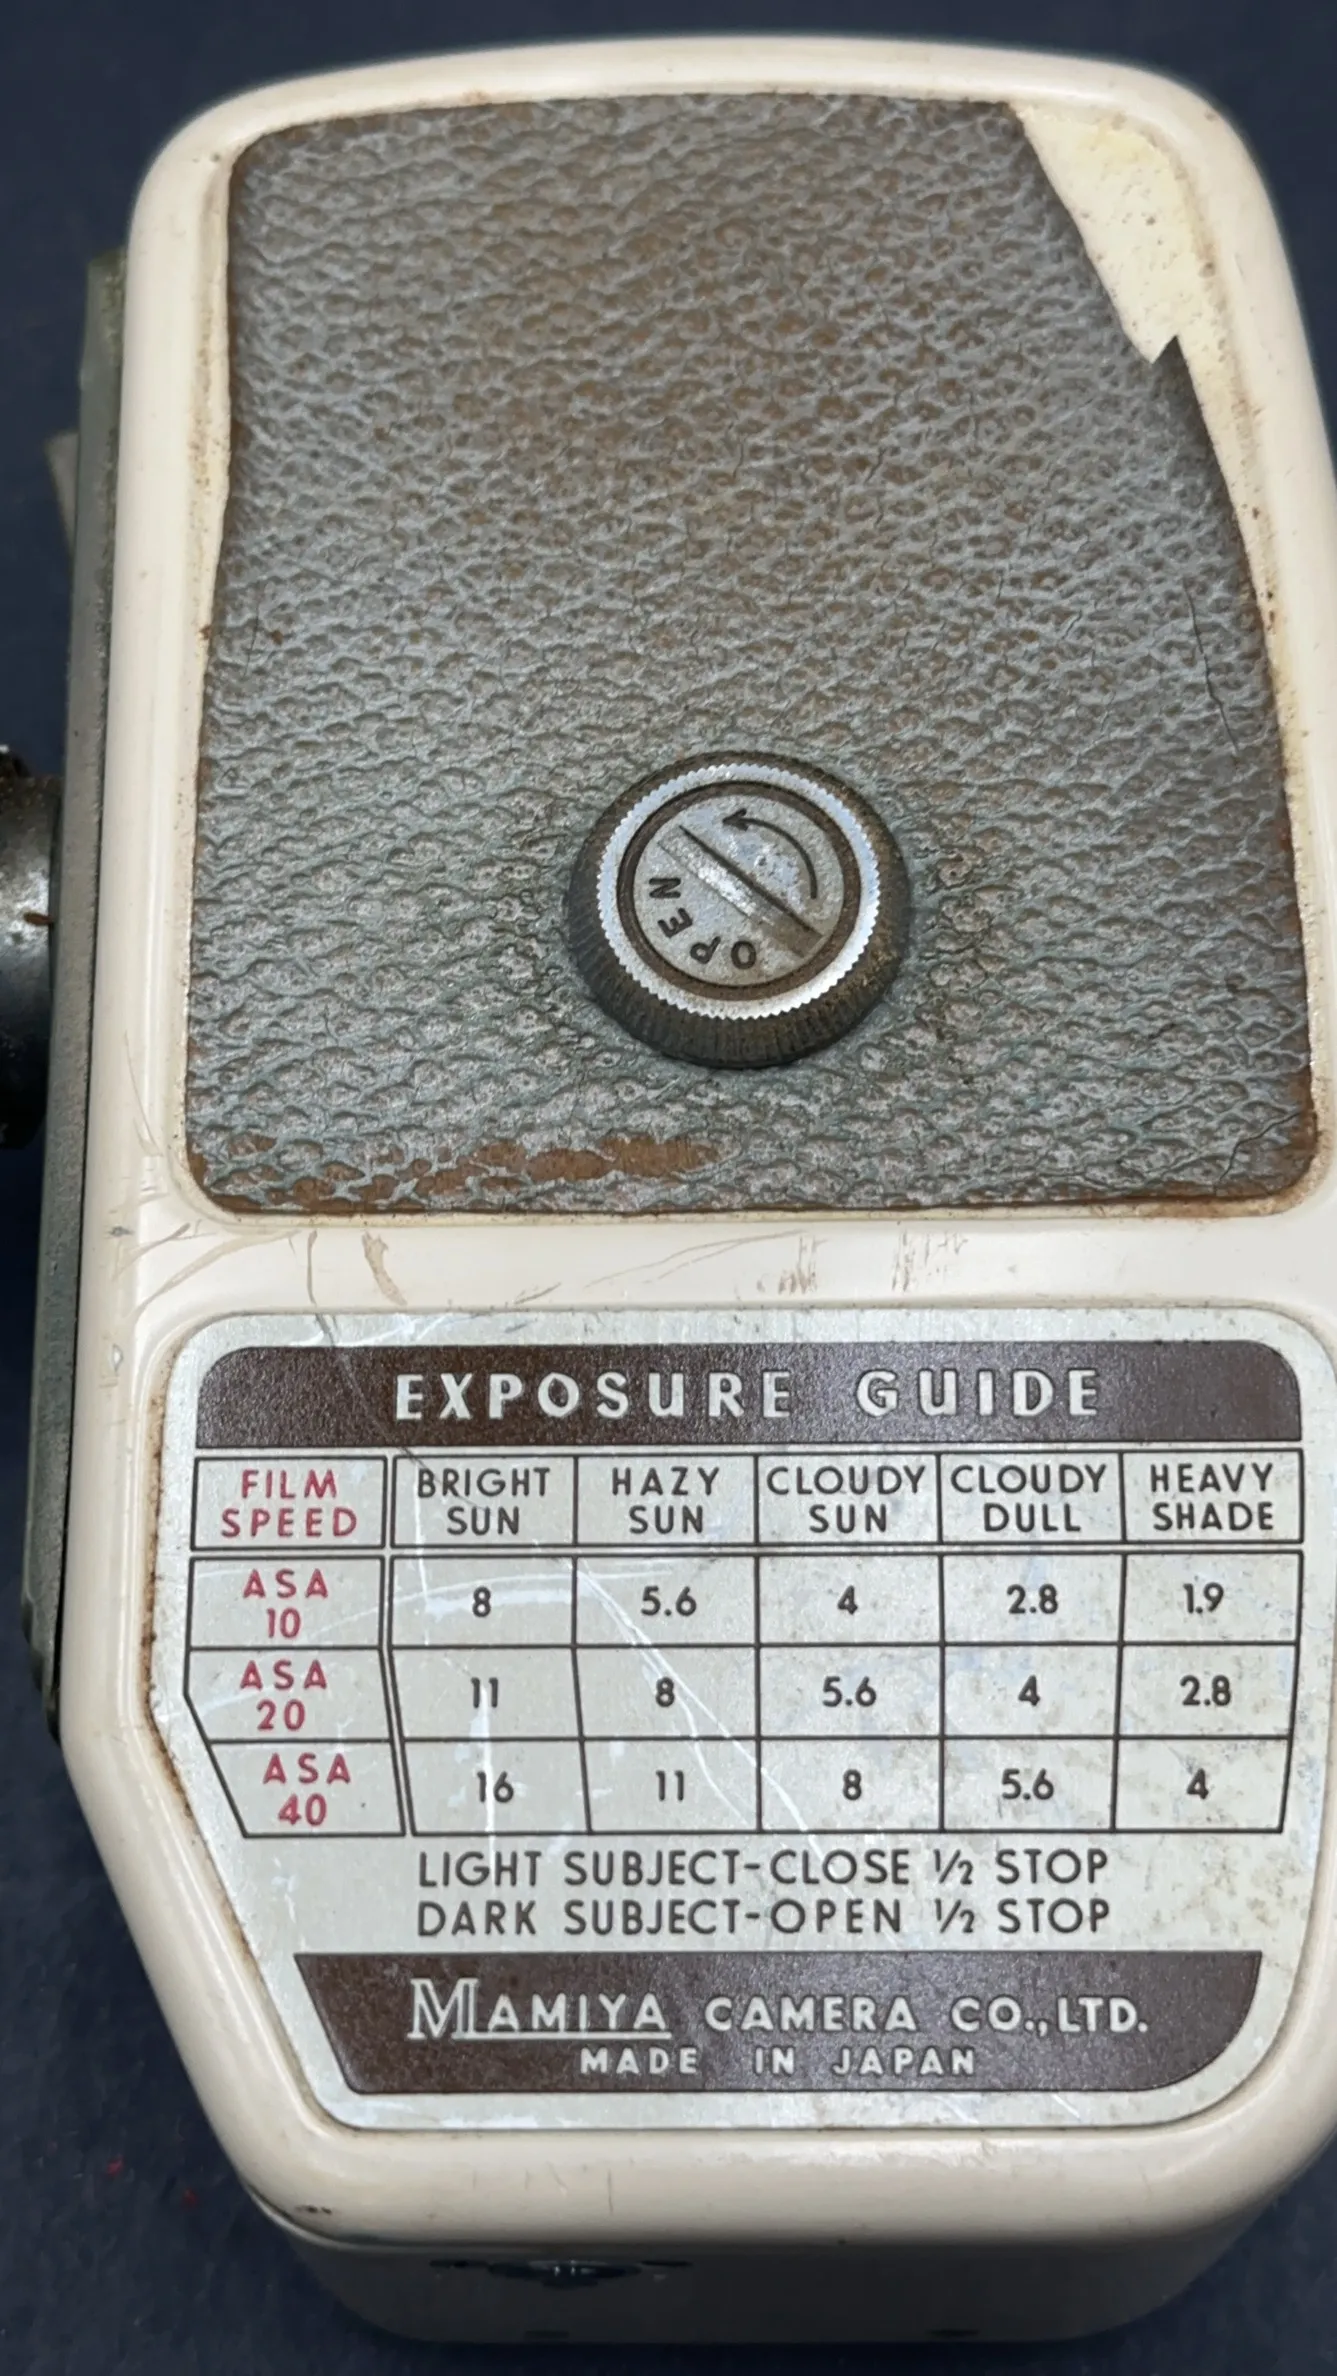 OPEN
EXPOSURE GUIDE
FILM SPEED BRIGHT SUN HAZY SUN CLOUDY SUN CLOUDY DULL HEAVY SHADE
ASA 10 8 5.6 4 2.8 1.9
ASA 20 11 8 5.6 4 2.8
ASA 40 16 11 8 5.6 4
LIGHT SUBJECT-CLOSE ½ STOP
DARK SUBJECT-OPEN ½ STOP
MAMIYA CAMERA CO.,LTD.
MADE IN JAPAN